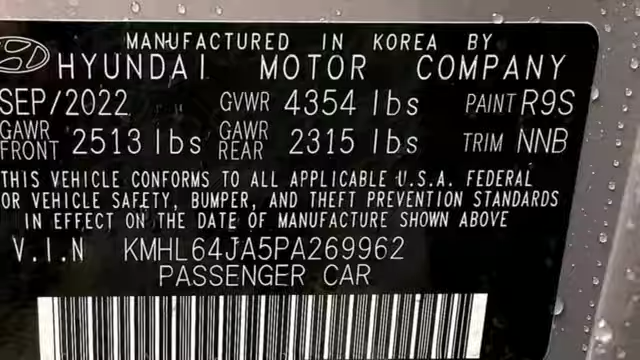 MANUFACTURED IN KOREA BY
HYUNDAI MOTOR COMPANY
SEP/2022 GVWR 4354 lbs PAINT R9S
GAWR FRONT 2513 lbs GAWR REAR 2315 lbs TRIM NNB
THIS VEHICLE CONFORMS TO ALL APPLICABLE U.S.A. FEDERAL
OR VEHICLE SAFETY, BUMPER, AND THEFT PREVENTION STANDARDS
IN EFFECT ON THE DATE OF MANUFACTURE SHOWN ABOVE
V.I.N KMHL64JA5PA269962
PASSENGER CAR